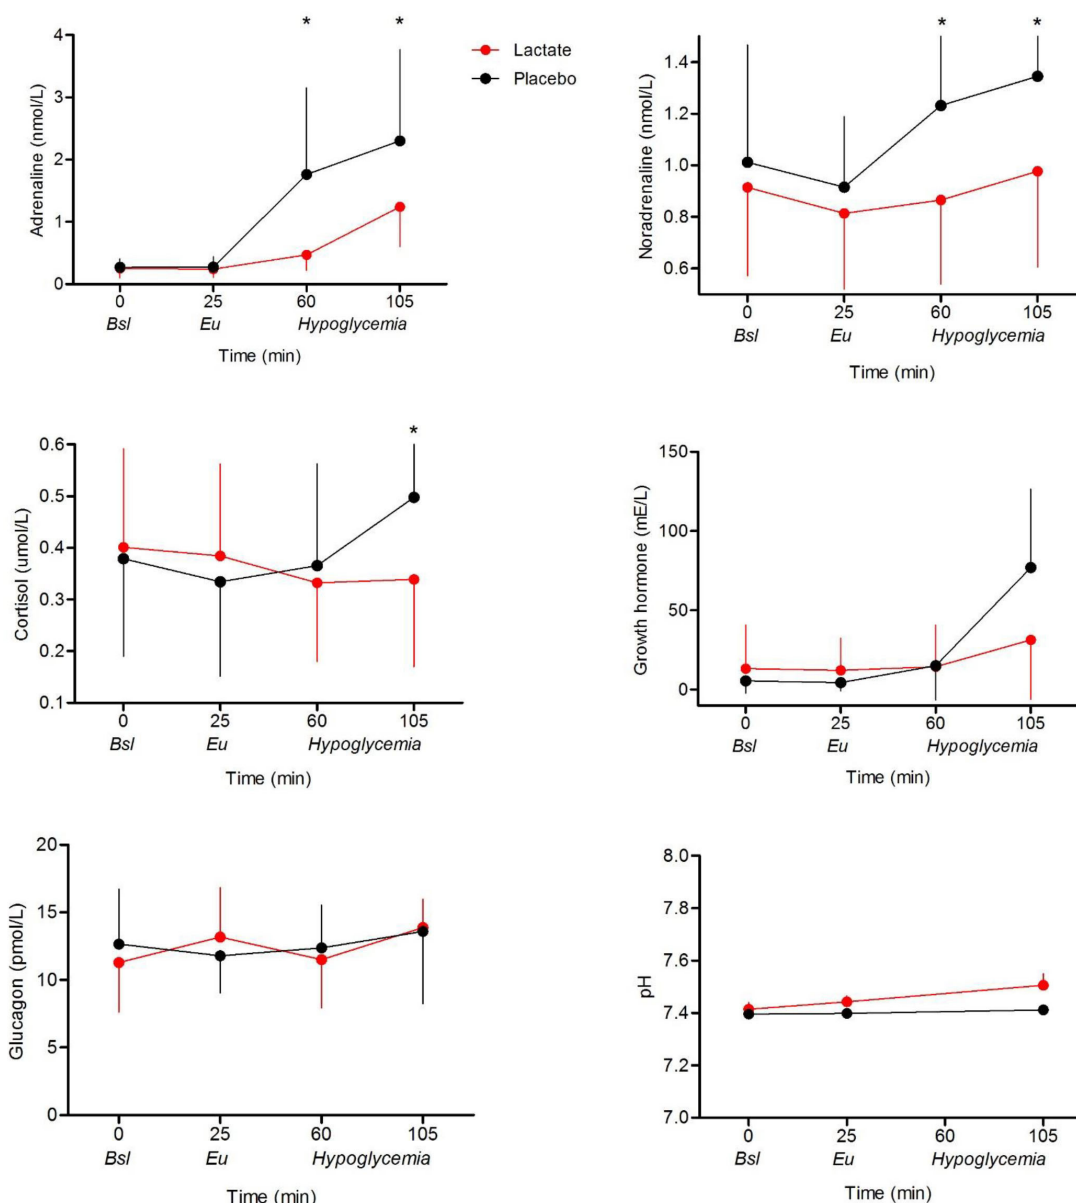 * *
4
3
2
1
0
Adrenaline (nmol/L)
0 25 60 105
Bsl Eu Hypoglycemia
Time (min)
Lactate
Placebo
* *
1.4
1.2
1.0
0.8
0.6
Noradrenaline (nmol/L)
0 25 60 105
Bsl Eu Hypoglycemia
Time (min)
*
0.6
0.5
0.4
0.3
0.2
0.1
Cortisol (umol/L)
0 25 60 105
Bsl Eu Hypoglycemia
Time (min)
150
100
50
0
Growth hormone (mE/L)
0 25 60 105
Bsl Eu Hypoglycemia
Time (min)
20
15
10
5
0
Glucagon (pmol/L)
0 25 60 105
Bsl Eu Hypoglycemia
Time (min)
8.0
7.8
7.6
7.4
7.2
7.0
pH
0 25 60 105
Bsl Eu Hypoglycemia
Time (min)